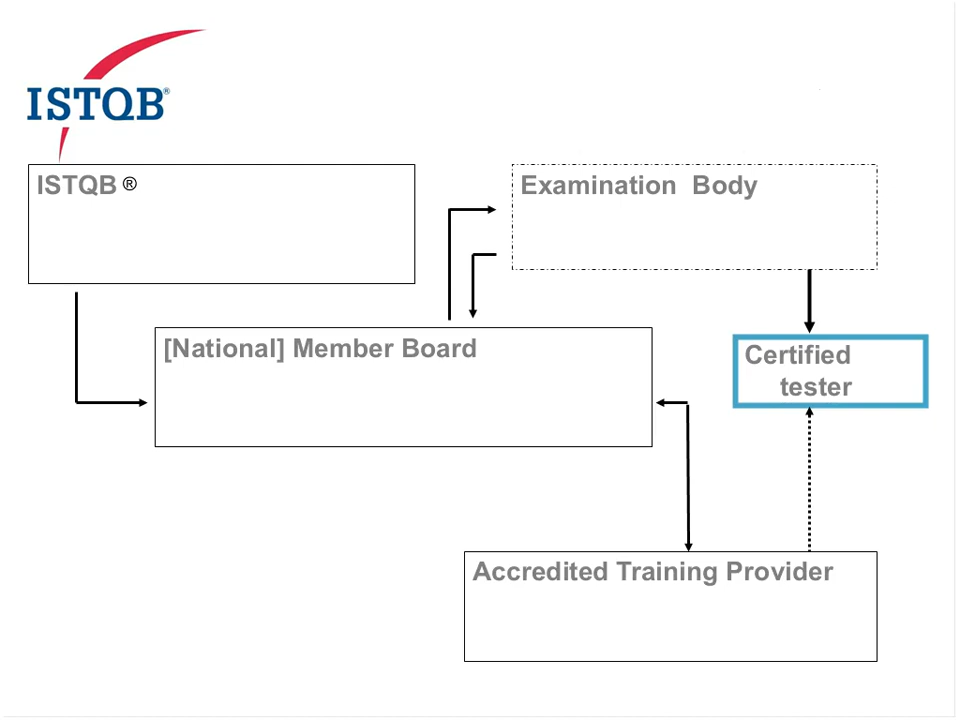 ISTQB®
ISTQB ®
Examination Body
[National] Member Board
Certified
tester
Accredited Training Provider